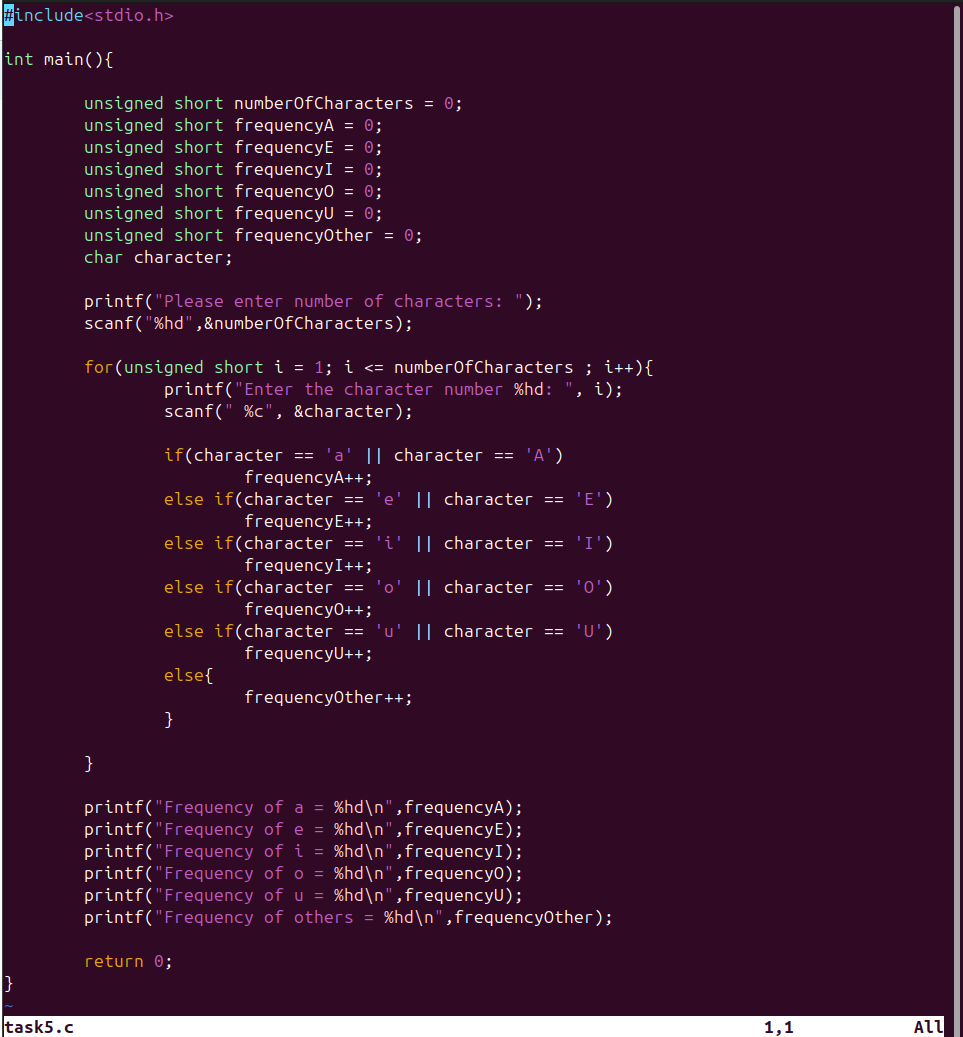 #include<stdio.h>

int main(){

        unsigned short numberOfCharacters = 0;
        unsigned short frequencyA = 0;
        unsigned short frequencyE = 0;
        unsigned short frequencyI = 0;
        unsigned short frequencyO = 0;
        unsigned short frequencyU = 0;
        unsigned short frequencyOther = 0;
        char character;

        printf("Please enter number of characters: ");
        scanf("%hd",&numberOfCharacters);

        for(unsigned short i = 1; i <= numberOfCharacters ; i++){
                printf("Enter the character number %hd: ", i);
                scanf(" %c", &character);

                if(character == 'a' || character == 'A')
                        frequencyA++;
                else if(character == 'e' || character == 'E')
                        frequencyE++;
                else if(character == 'i' || character == 'I')
                        frequencyI++;
                else if(character == 'o' || character == 'O')
                        frequencyO++;
                else if(character == 'u' || character == 'U')
                        frequencyU++;
                else{
                        frequencyOther++;
                }

        }

        printf("Frequency of a = %hd\n",frequencyA);
        printf("Frequency of e = %hd\n",frequencyE);
        printf("Frequency of i = %hd\n",frequencyI);
        printf("Frequency of o = %hd\n",frequencyO);
        printf("Frequency of u = %hd\n",frequencyU);
        printf("Frequency of others = %hd\n",frequencyOther);

        return 0;
}
~
task5.c 1,1 All